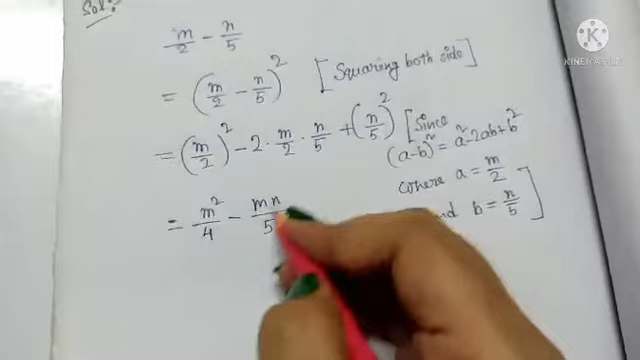 Sol:
m/2 - n/5
= (m/2 - n/5)² [Squaring both side]
= (m/2)² - 2 · m/2 · n/5 + (n/5)² [Since
(a-b)² = a² - 2ab + b²
where a = m/2
b = n/5]
= m²/4 - mn/5
K
KINEMASTER